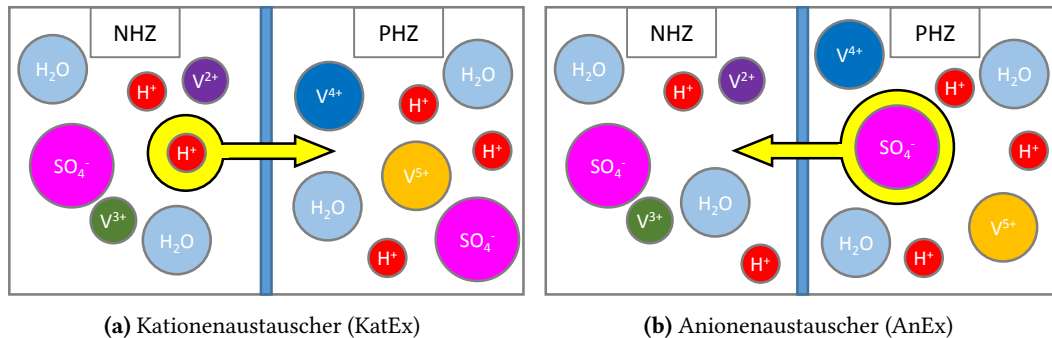 NHZ
PHZ
H₂O
V²⁺
H⁺
V⁴⁺
H⁺
H₂O
SO₄⁻
H⁺
H⁺
V⁵⁺
V³⁺
H₂O
H₂O
SO₄⁻
H⁺
(a) Kationenaustauscher (KatEx)
NHZ
PHZ
H₂O
V²⁺
H⁺
V⁴⁺
H⁺
H₂O
SO₄⁻
SO₄⁻
H⁺
V³⁺
H₂O
H₂O
V⁵⁺
H⁺
H⁺
(b) Anionenaustauscher (AnEx)